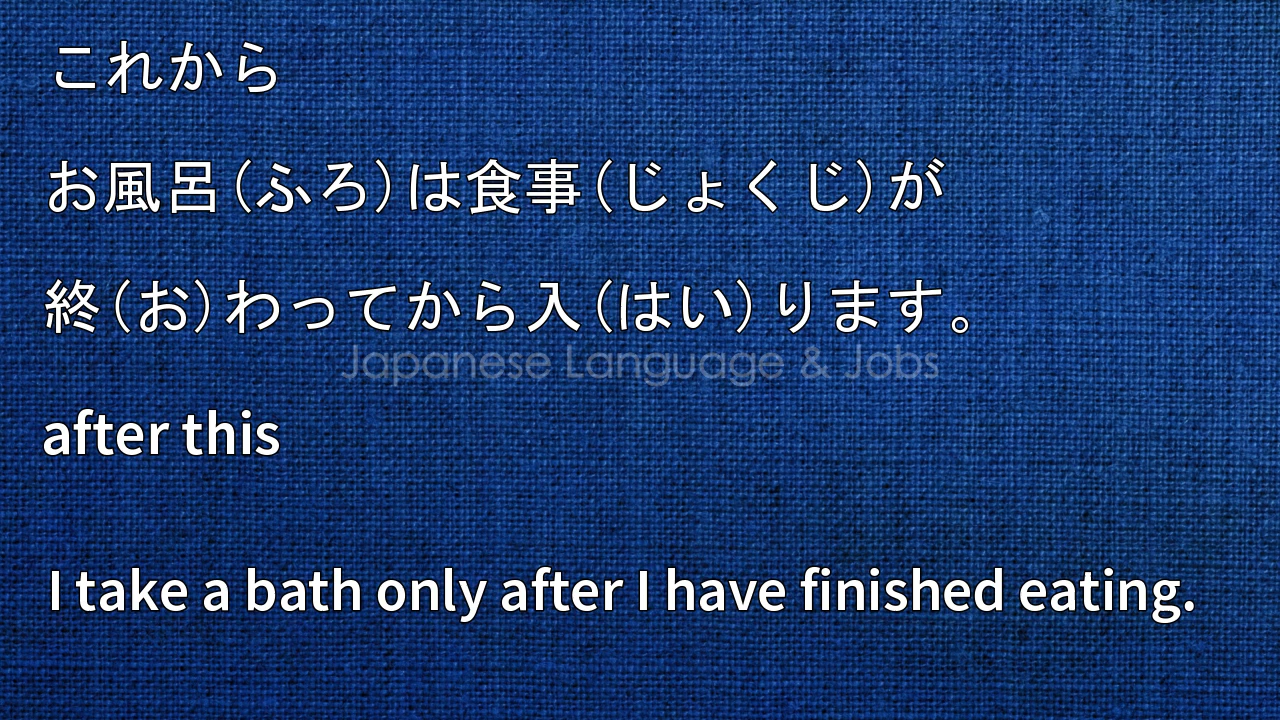 これから
お風呂(ふろ)は食事(じょくじ)が
終(お)わってから入(はい)ります。
Japanese Language & Jobs
after this
I take a bath only after I have finished eating.